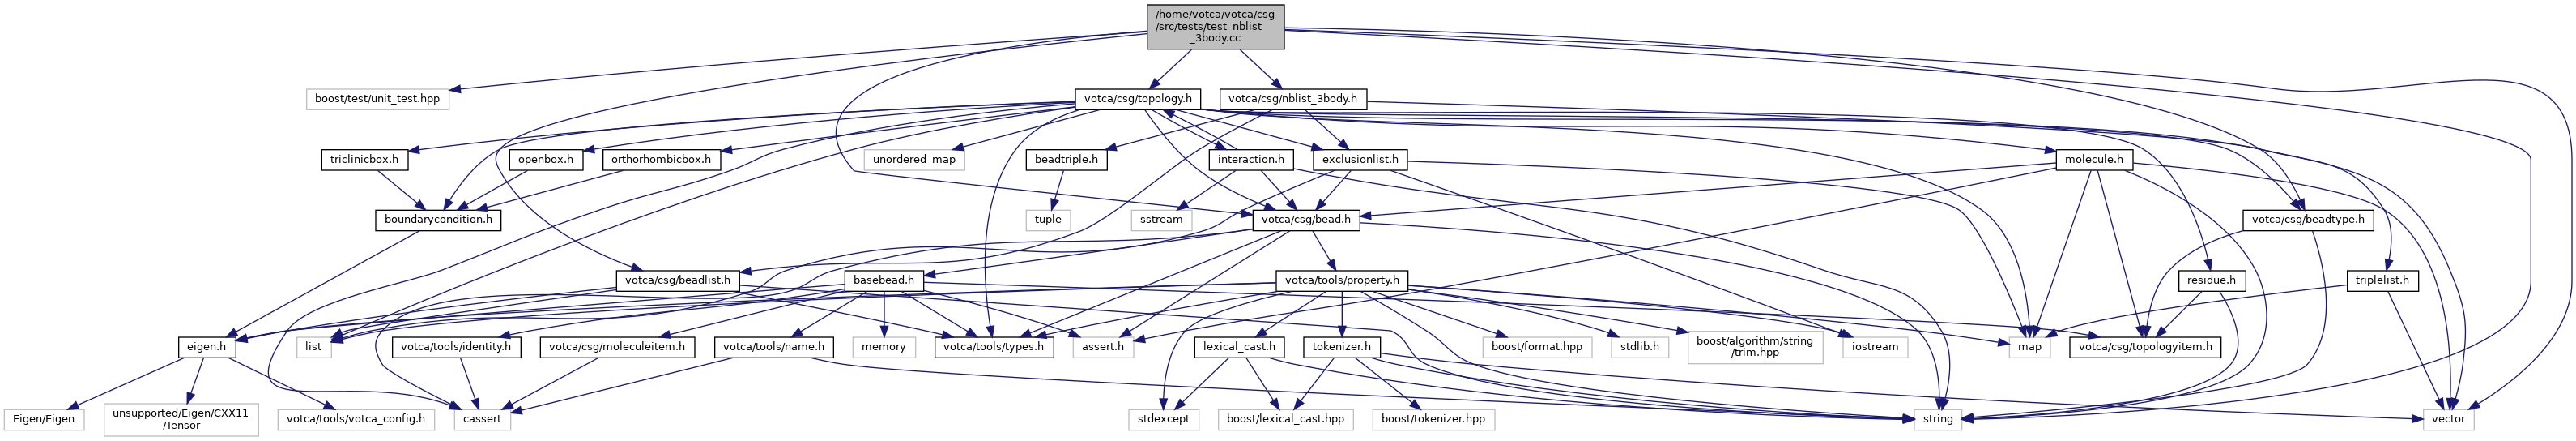 /home/votca/votca/csg
/src/tests/test_nblist
_3body.cc
boost/test/unit_test.hpp
votca/csg/topology.h
votca/csg/nblist_3body.h
triclinicbox.h
openbox.h
orthorhombicbox.h
unordered_map
beadtriple.h
interaction.h
exclusionlist.h
molecule.h
boundarycondition.h
tuple
sstream
votca/csg/bead.h
votca/csg/beadtype.h
votca/csg/beadlist.h
basebead.h
votca/tools/property.h
residue.h
triplelist.h
eigen.h
list
votca/tools/identity.h
votca/csg/moleculeitem.h
votca/tools/name.h
memory
votca/tools/types.h
assert.h
lexical_cast.h
tokenizer.h
boost/format.hpp
stdlib.h
boost/algorithm/string
/trim.hpp
iostream
map
votca/csg/topologyitem.h
Eigen/Eigen
unsupported/Eigen/CXX11
/Tensor
votca/tools/votca_config.h
cassert
stdexcept
boost/lexical_cast.hpp
boost/tokenizer.hpp
string
vector